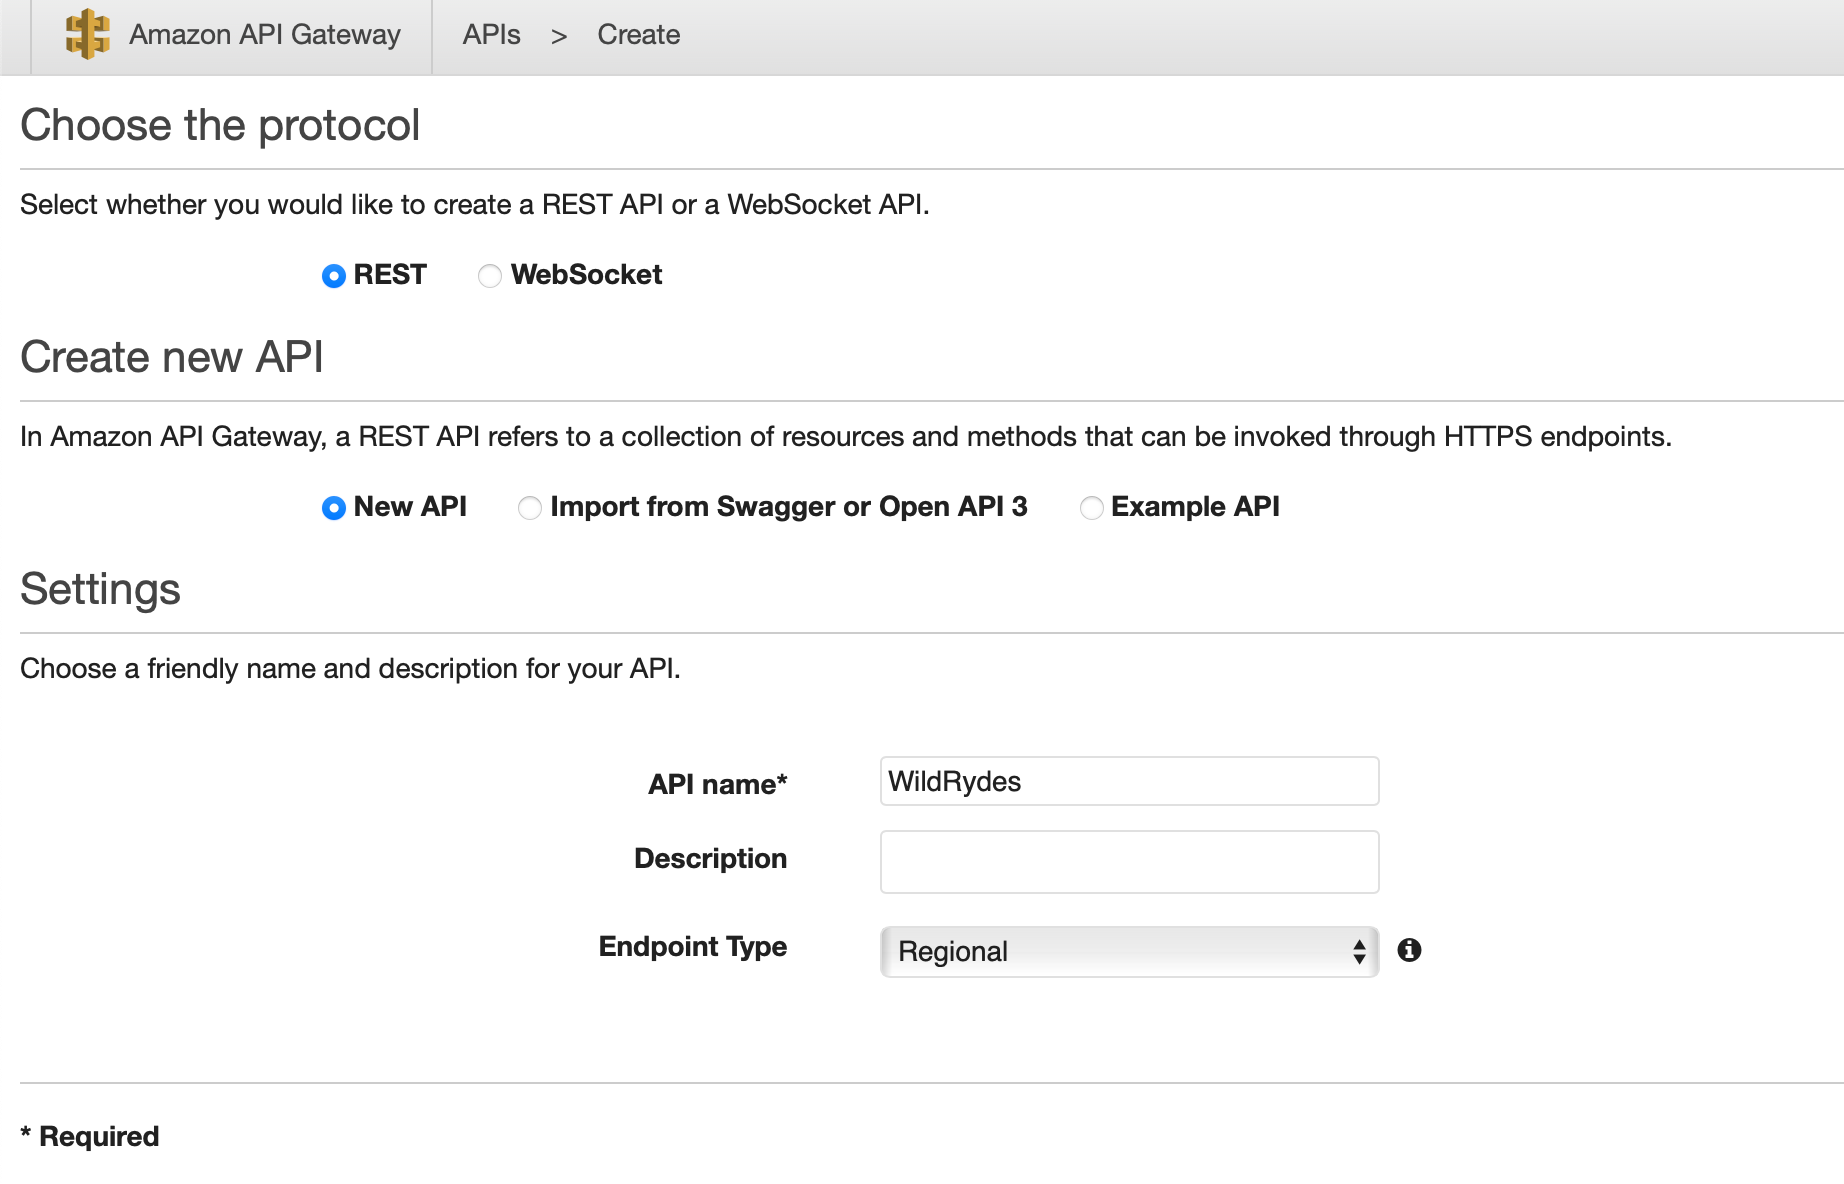 Amazon API Gateway APIs > Create
Choose the protocol
Select whether you would like to create a REST API or a WebSocket API.
REST WebSocket
Create new API
In Amazon API Gateway, a REST API refers to a collection of resources and methods that can be invoked through HTTPS endpoints.
New API Import from Swagger or Open API 3 Example API
Settings
Choose a friendly name and description for your API.
API name* WildRydes
Description
Endpoint Type Regional
* Required